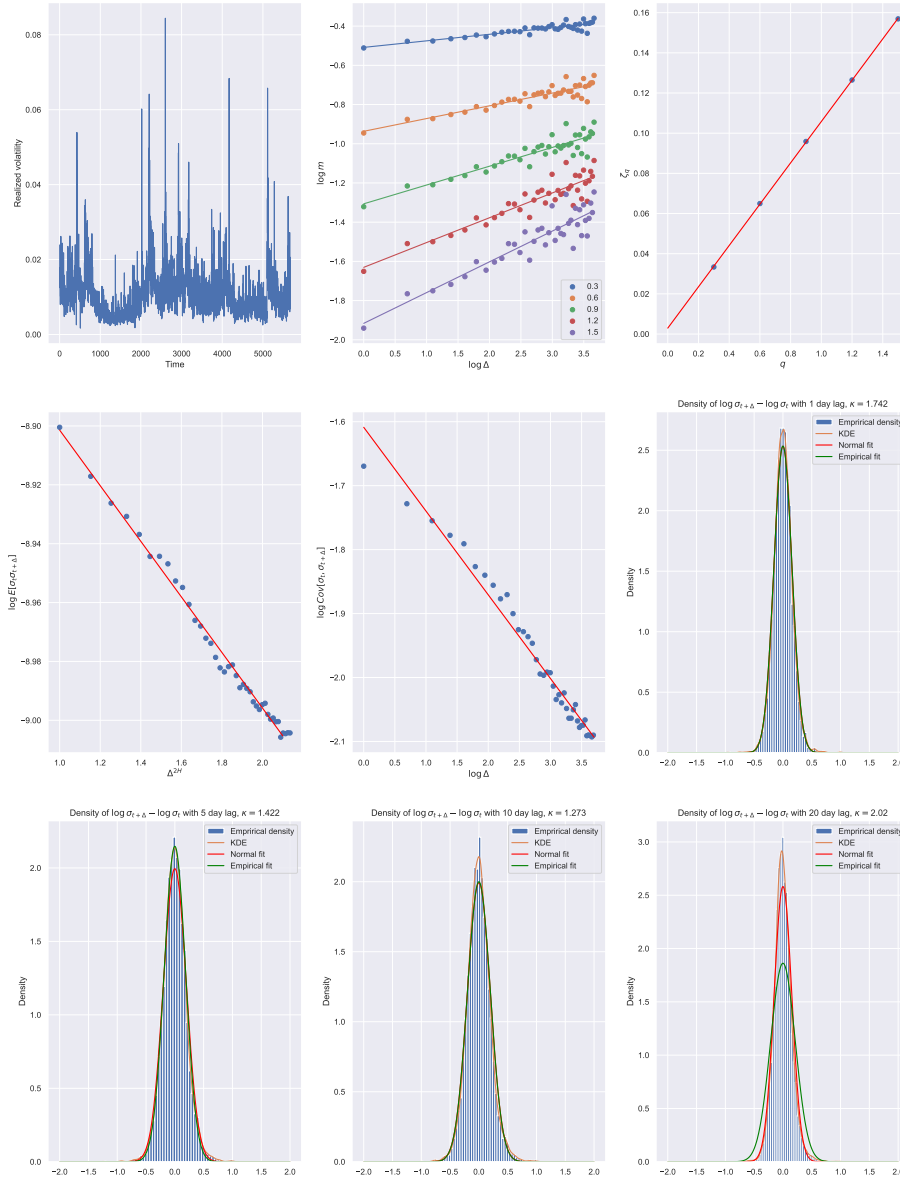 0.08
0.06
0.04
0.02
0.00
Realized volatility
0 1000 2000 3000 4000 5000
Time
−0.4
−0.6
−0.8
−1.0
−1.2
−1.4
−1.6
−1.8
−2.0
log m
0.3
0.6
0.9
1.2
1.5
0.0 0.5 1.0 1.5 2.0 2.5 3.0 3.5
log Δ
0.16
0.14
0.12
0.10
0.08
0.06
0.04
0.02
0.00
ζq
0.0 0.2 0.4 0.6 0.8 1.0 1.2 1.4
q
−8.90
−8.92
−8.94
−8.96
−8.98
−9.00
log E[σtσt+Δ]
1.0 1.2 1.4 1.6 1.8 2.0
Δ2H
−1.6
−1.7
−1.8
−1.9
−2.0
−2.1
log Cov[σt, σt+Δ]
0.0 0.5 1.0 1.5 2.0 2.5 3.0 3.5
log Δ
Density of log σt+Δ − log σt with 1 day lag, κ = 1.742
Emprirical density
KDE
Normal fit
Empirical fit
2.5
2.0
1.5
1.0
0.5
0.0
Density
−2.0 −1.5 −1.0 −0.5 0.0 0.5 1.0 1.5 2.0
Density of log σt+Δ − log σt with 5 day lag, κ = 1.422
Emprirical density
KDE
Normal fit
Empirical fit
2.0
1.5
1.0
0.5
0.0
Density
−2.0 −1.5 −1.0 −0.5 0.0 0.5 1.0 1.5 2.0
Density of log σt+Δ − log σt with 10 day lag, κ = 1.273
Emprirical density
KDE
Normal fit
Empirical fit
2.0
1.5
1.0
0.5
0.0
Density
−2.0 −1.5 −1.0 −0.5 0.0 0.5 1.0 1.5 2.0
Density of log σt+Δ − log σt with 20 day lag, κ = 2.02
Emprirical density
KDE
Normal fit
Empirical fit
3.0
2.5
2.0
1.5
1.0
0.5
0.0
Density
−2.0 −1.5 −1.0 −0.5 0.0 0.5 1.0 1.5 2.0